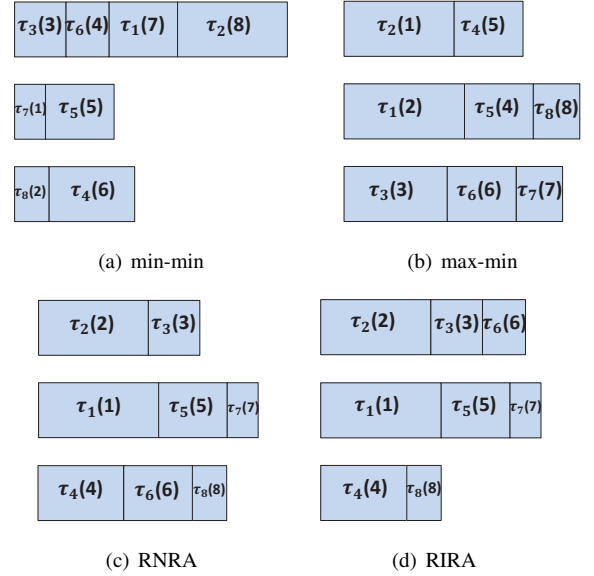 τ₃(3) τ₆(4) τ₁(7) τ₂(8)
τ₇(1) τ₅(5)
τ₈(2) τ₄(6)
(a) min-min
τ₂(1) τ₄(5)
τ₁(2) τ₅(4) τ₈(8)
τ₃(3) τ₆(6) τ₇(7)
(b) max-min
τ₂(2) τ₃(3)
τ₁(1) τ₅(5) τ₇(7)
τ₄(4) τ₆(6) τ₈(8)
(c) RNRA
τ₂(2) τ₃(3) τ₆(6)
τ₁(1) τ₅(5) τ₇(7)
τ₄(4) τ₈(8)
(d) RIRA